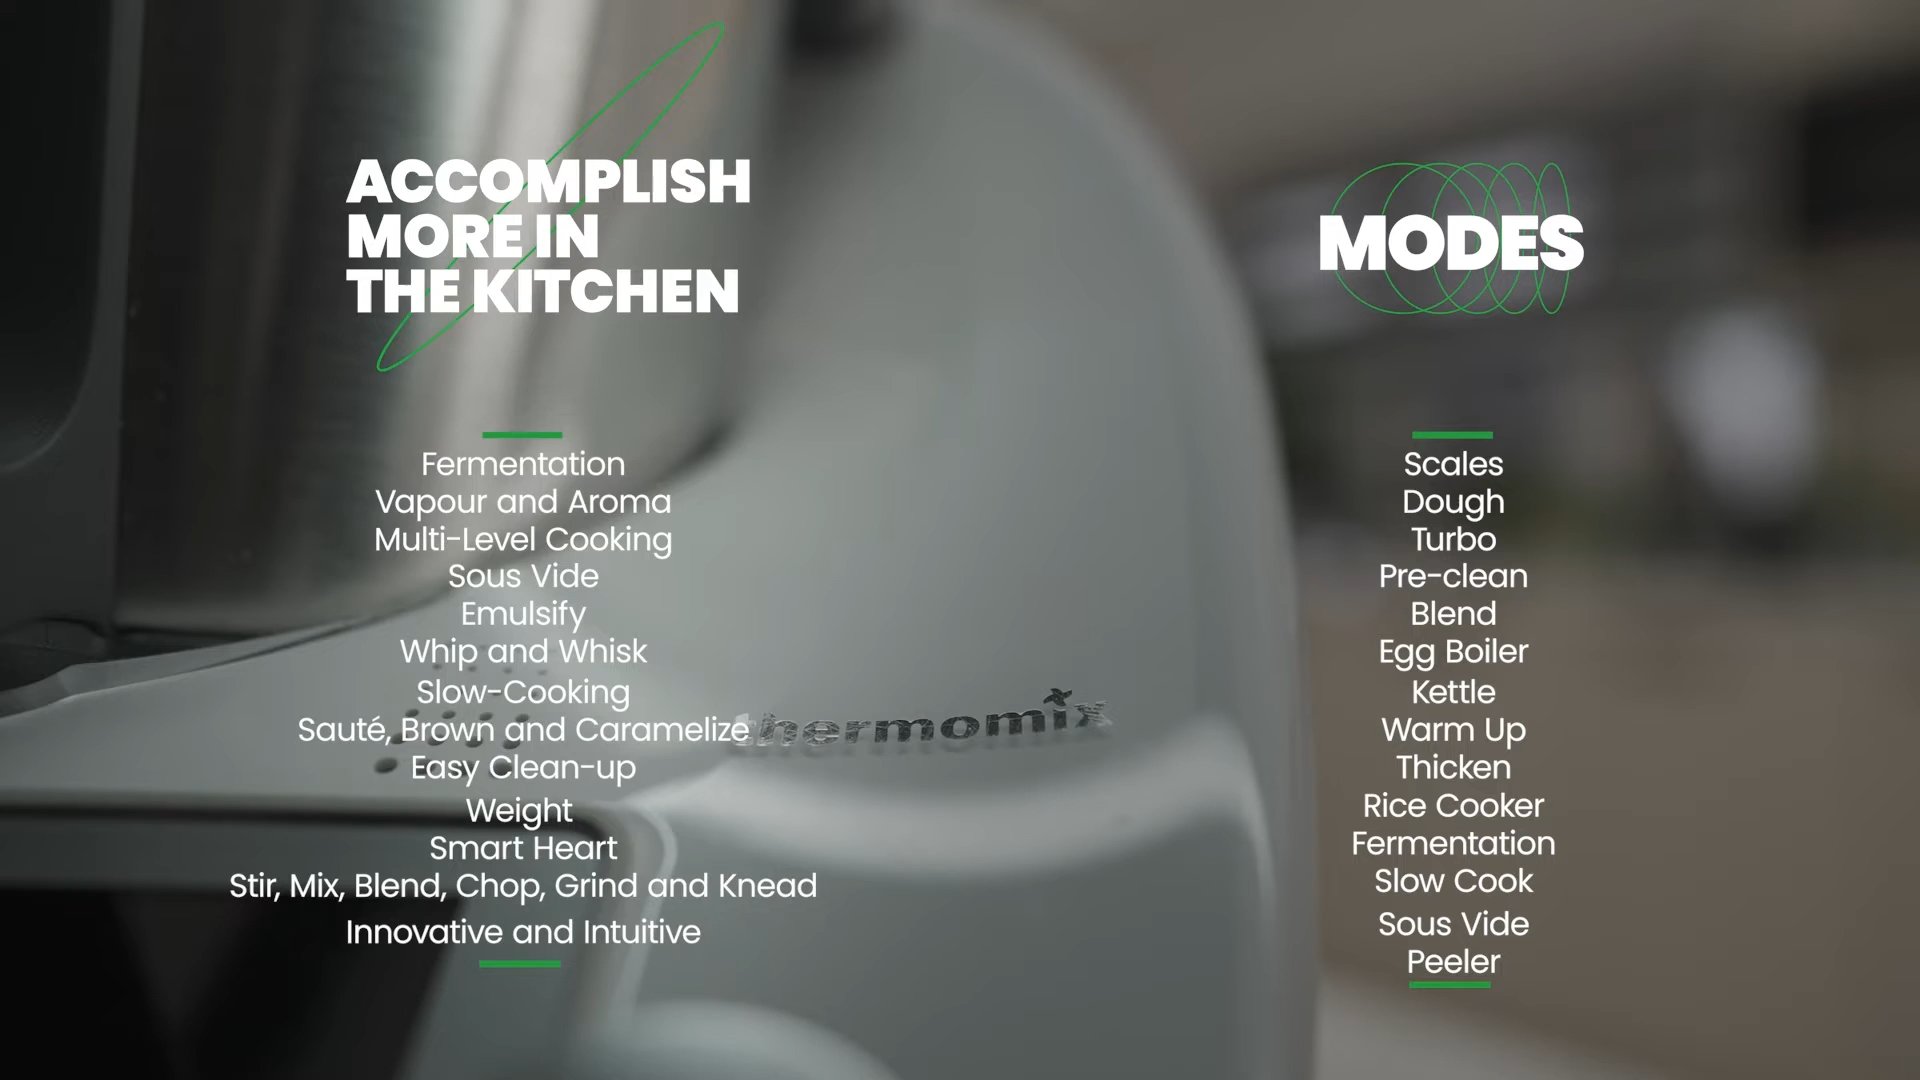 ACCOMPLISH
MORE IN
THE KITCHEN
Fermentation
Vapour and Aroma
Multi-Level Cooking
Sous Vide
Emulsify
Whip and Whisk
Slow-Cooking
Sauté, Brown and Caramelize
Easy Clean-up
Weight
Smart Heart
Stir, Mix, Blend, Chop, Grind and Knead
Innovative and Intuitive
thermomix
MODES
Scales
Dough
Turbo
Pre-clean
Blend
Egg Boiler
Kettle
Warm Up
Thicken
Rice Cooker
Fermentation
Slow Cook
Sous Vide
Peeler